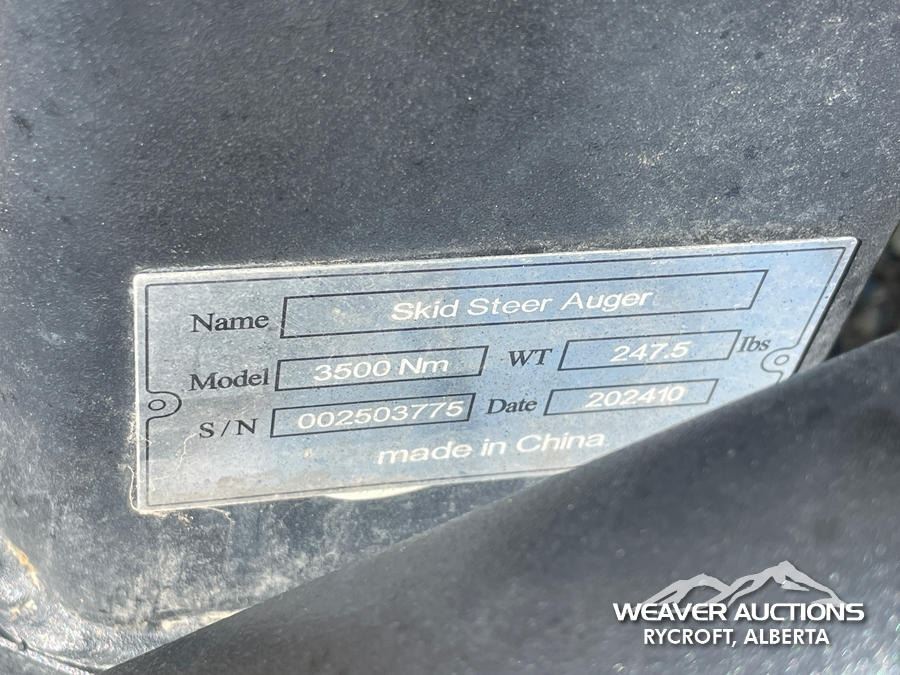 Name Skid Steer Auger
Model 3500 Nm WT 247.5 lbs
S/N 002503775 Date 202410
made in China
WEAVER AUCTIONS
RYCROFT, ALBERTA